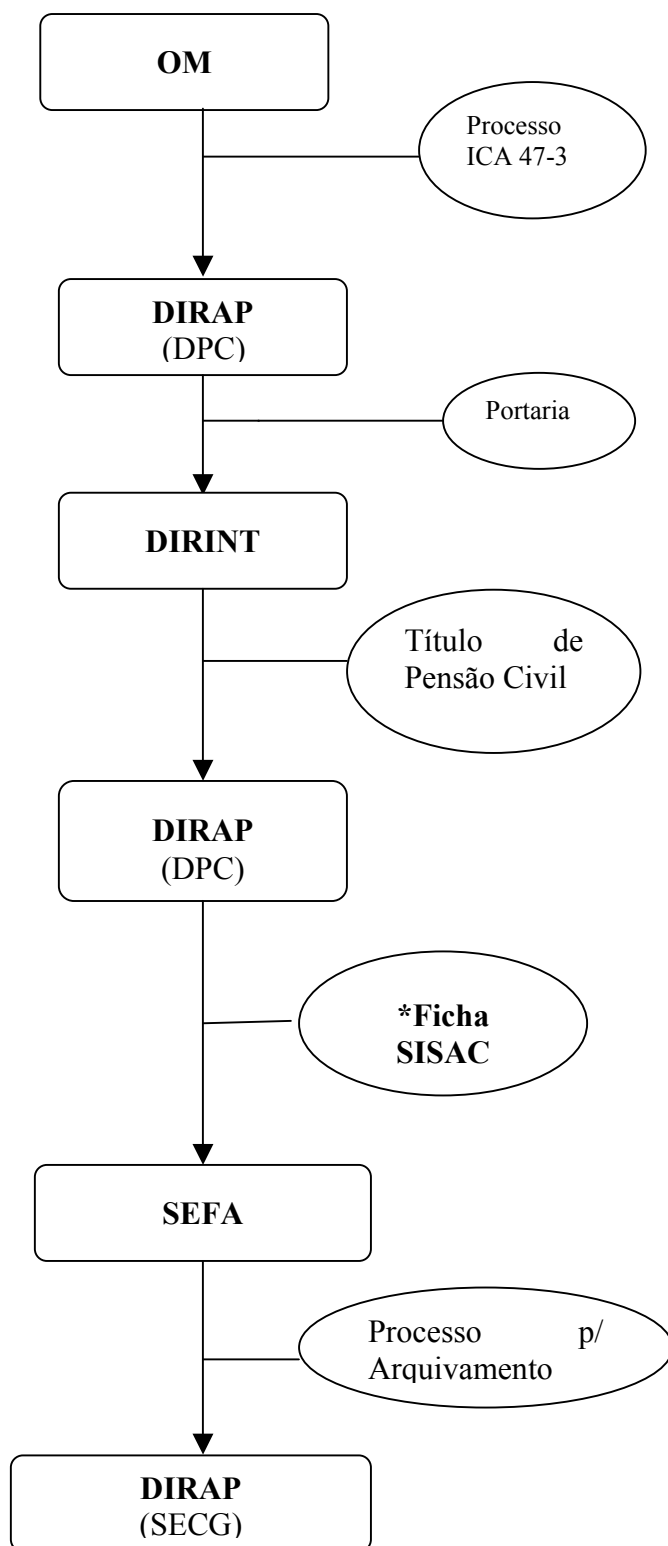 OM
Processo
ICA 47-3
DIRAP
(DPC)
Portaria
DIRINT
Título de
Pensão Civil
DIRAP
(DPC)
*Ficha
SISAC
SEFA
Processo p/
Arquivamento
DIRAP
(SECG)